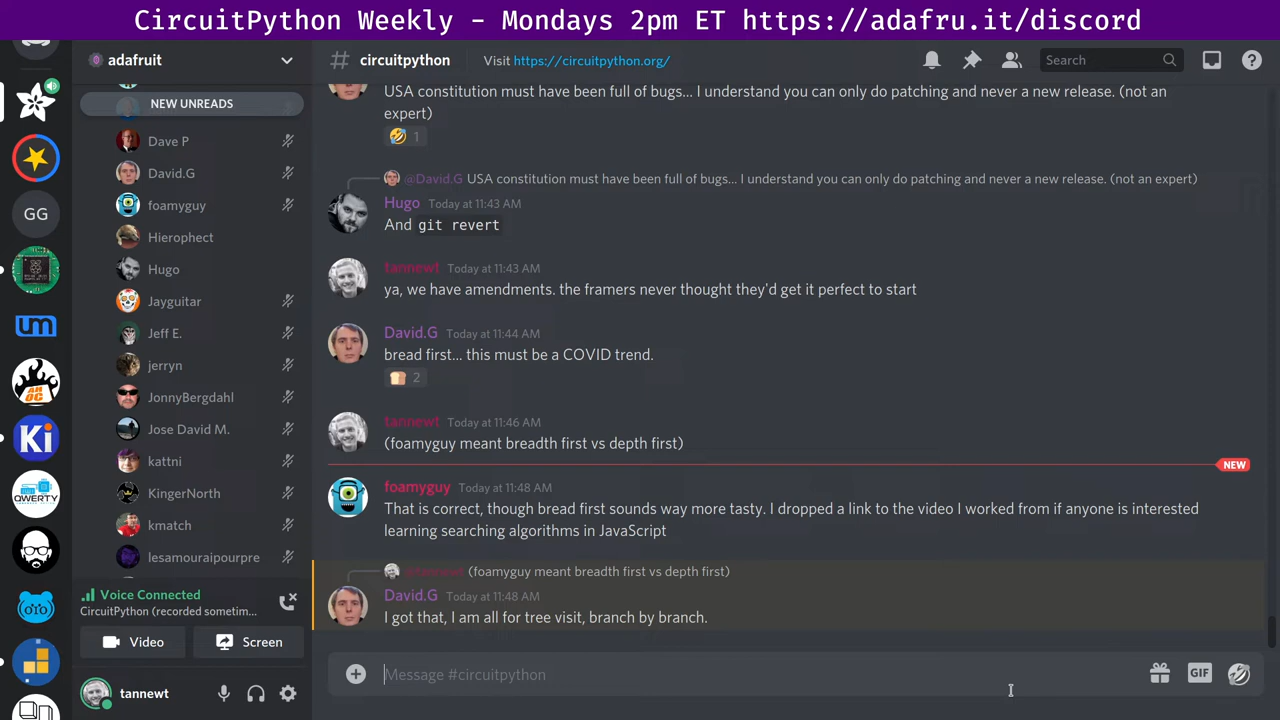 CircuitPython Weekly - Mondays 2pm ET https://adafru.it/discord
adafruit
# circuitpython
Visit https://circuitpython.org/
Search
NEW UNREADS
Dave P
David.G
foamyguy
Hierophect
Hugo
Jayguitar
Jeff E.
jerryn
JonnyBergdahl
Jose David M.
kattni
KingerNorth
kmatch
lesamouraipourpre
GG
um
Ki
QWERTY
Voice Connected
CircuitPython (recorded sometim...
Video
Screen
tannewt
USA constitution must have been full of bugs... I understand you can only do patching and never a new release. (not an
expert)
1
@David.G USA constitution must have been full of bugs... I understand you can only do patching and never a new release. (not an expert)
Hugo Today at 11:43 AM
And git revert
tannewt Today at 11:43 AM
ya, we have amendments. the framers never thought they'd get it perfect to start
David.G Today at 11:44 AM
bread first... this must be a COVID trend.
2
tannewt Today at 11:46 AM
(foamyguy meant breadth first vs depth first)
NEW
foamyguy Today at 11:48 AM
That is correct, though bread first sounds way more tasty. I dropped a link to the video I worked from if anyone is interested
learning searching algorithms in JavaScript
@tannewt (foamyguy meant breadth first vs depth first)
David.G Today at 11:48 AM
I got that, I am all for tree visit, branch by branch.
Message #circuitpython
GIF